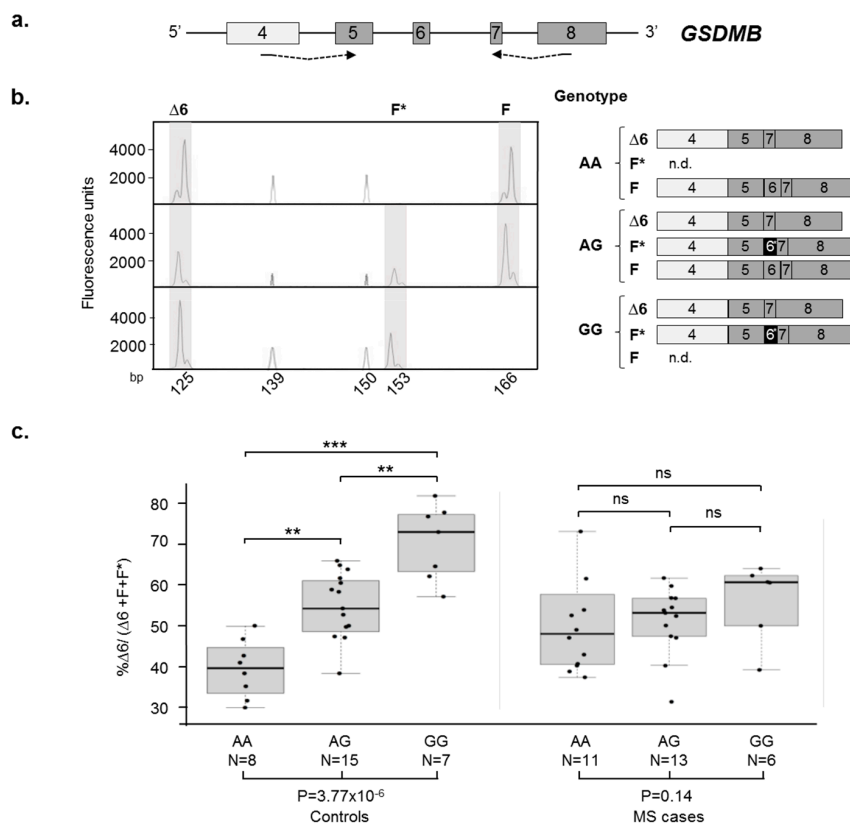 a.
5’ 4 5 6 7 8 3’ GSDMB
b.
Δ6 F* F
Genotype
Fluorescence units
4000
2000
4000
2000
4000
2000
bp
125 139 150 153 166
AA
Δ6 4 5 7 8
F* n.d.
F 4 5 6 7 8
AG
Δ6 4 5 7 8
F* 4 5 6* 7 8
F 4 5 6 7 8
GG
Δ6 4 5 7 8
F* 4 5 6* 7 8
F n.d.
c.
%Δ6/ (Δ6 +F+F*)
80
70
60
50
40
30
***
**
**
ns
ns
ns
AA AG GG
N=8 N=15 N=7
P=3.77x10-6
Controls
AA AG GG
N=11 N=13 N=6
P=0.14
MS cases